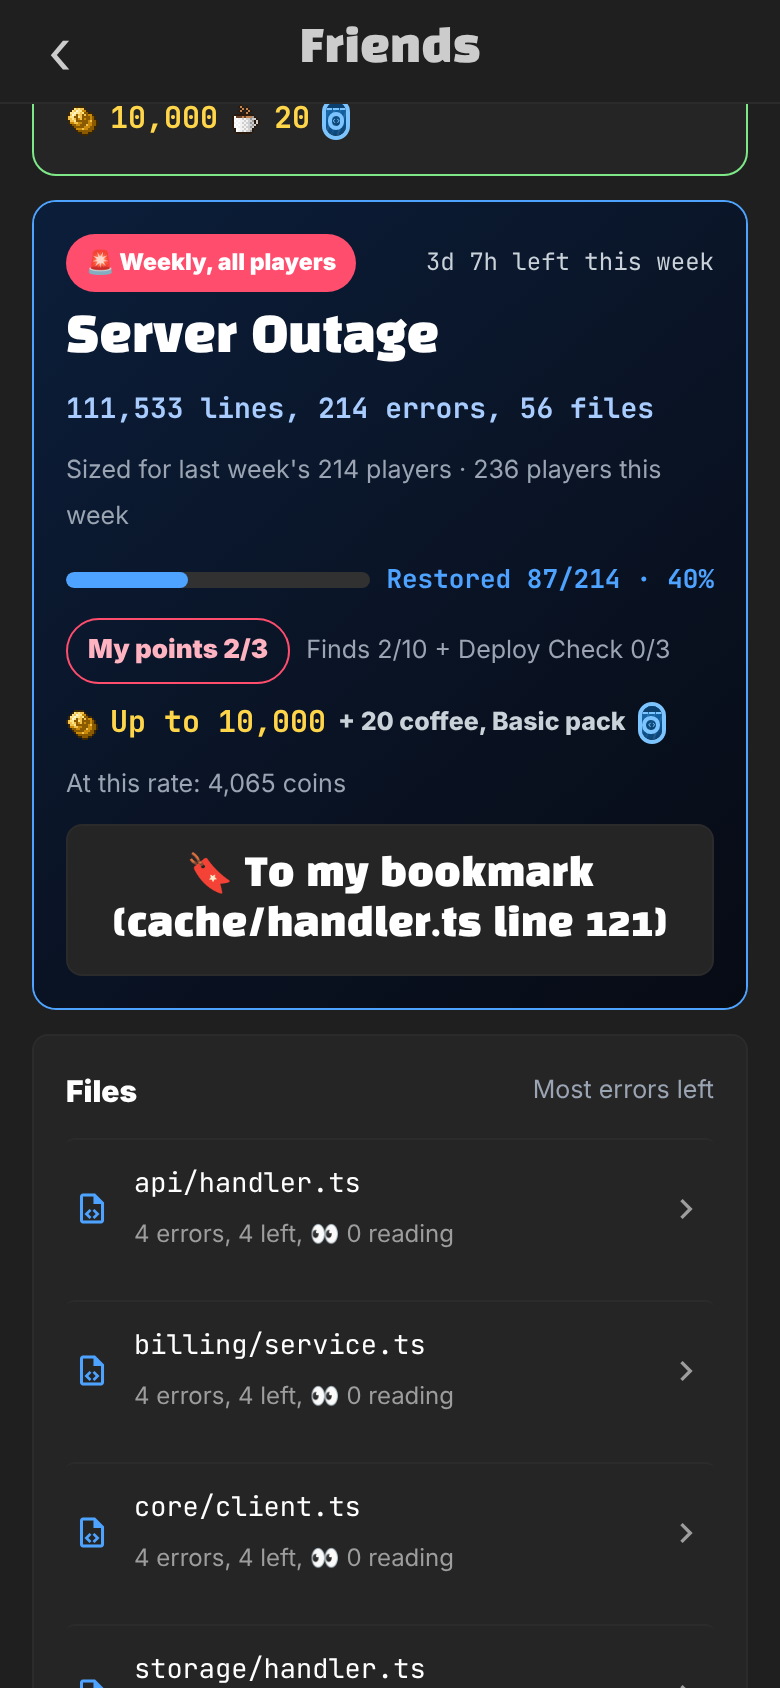 Friends
10,000 20
🚨 Weekly, all players
3d 7h left this week
Server Outage
111,533 lines, 214 errors, 56 files
Sized for last week's 214 players · 236 players this
week
Restored 87/214 · 40%
My points 2/3
Finds 2/10 + Deploy Check 0/3
Up to 10,000 + 20 coffee, Basic pack
At this rate: 4,065 coins
🔖 To my bookmark
(cache/handler.ts line 121)
Files
Most errors left
api/handler.ts
4 errors, 4 left, 👀 0 reading
billing/service.ts
4 errors, 4 left, 👀 0 reading
core/client.ts
4 errors, 4 left, 👀 0 reading
storage/handler.ts